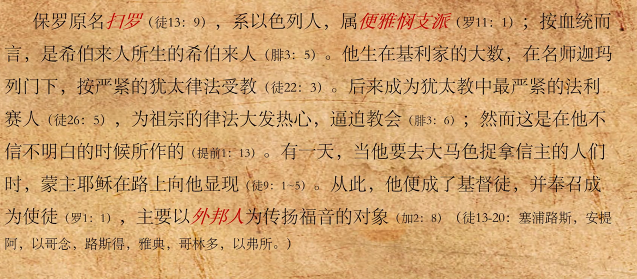 保罗原名扫罗（徒13：9），系以色列人，属便雅悯支派（罗11：1）；按血统而
言，是希伯来人所生的希伯来人（腓3：5）。他生在基利家的大数，在名师迦玛
列门下，按严紧的犹太律法受教（徒22：3）。后来成为犹太教中最严紧的法利
赛人（徒26：5），为祖宗的律法大发热心，逼迫教会（腓3：6）；然而这是在他不
信不明白的时候所作的（提前1：13）。有一天，当他要去大马色捉拿信主的人们
时，蒙主耶稣在路上向他显现（徒9：1–5）。从此，他便成了基督徒，并奉召成
为使徒（罗1：1），主要以外邦人为传扬福音的对象（加2：8）（徒13-20：塞浦路斯，安提
阿，以哥念，路斯得，雅典，哥林多，以弗所。）